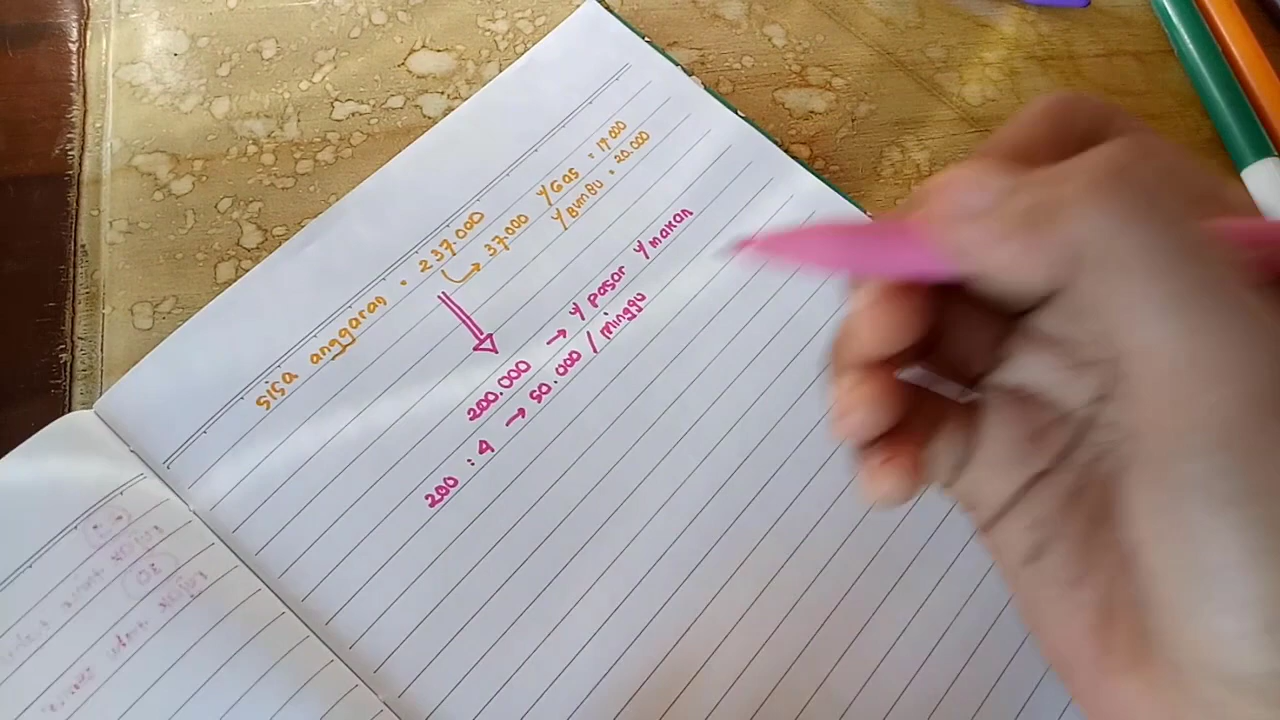 sisa anggaran : 237.000
37.000 y Gas : 17.000
y Bumbu : 20.000
200.000 → y pasar y makan
200 : 4 → 50.000 / minggu